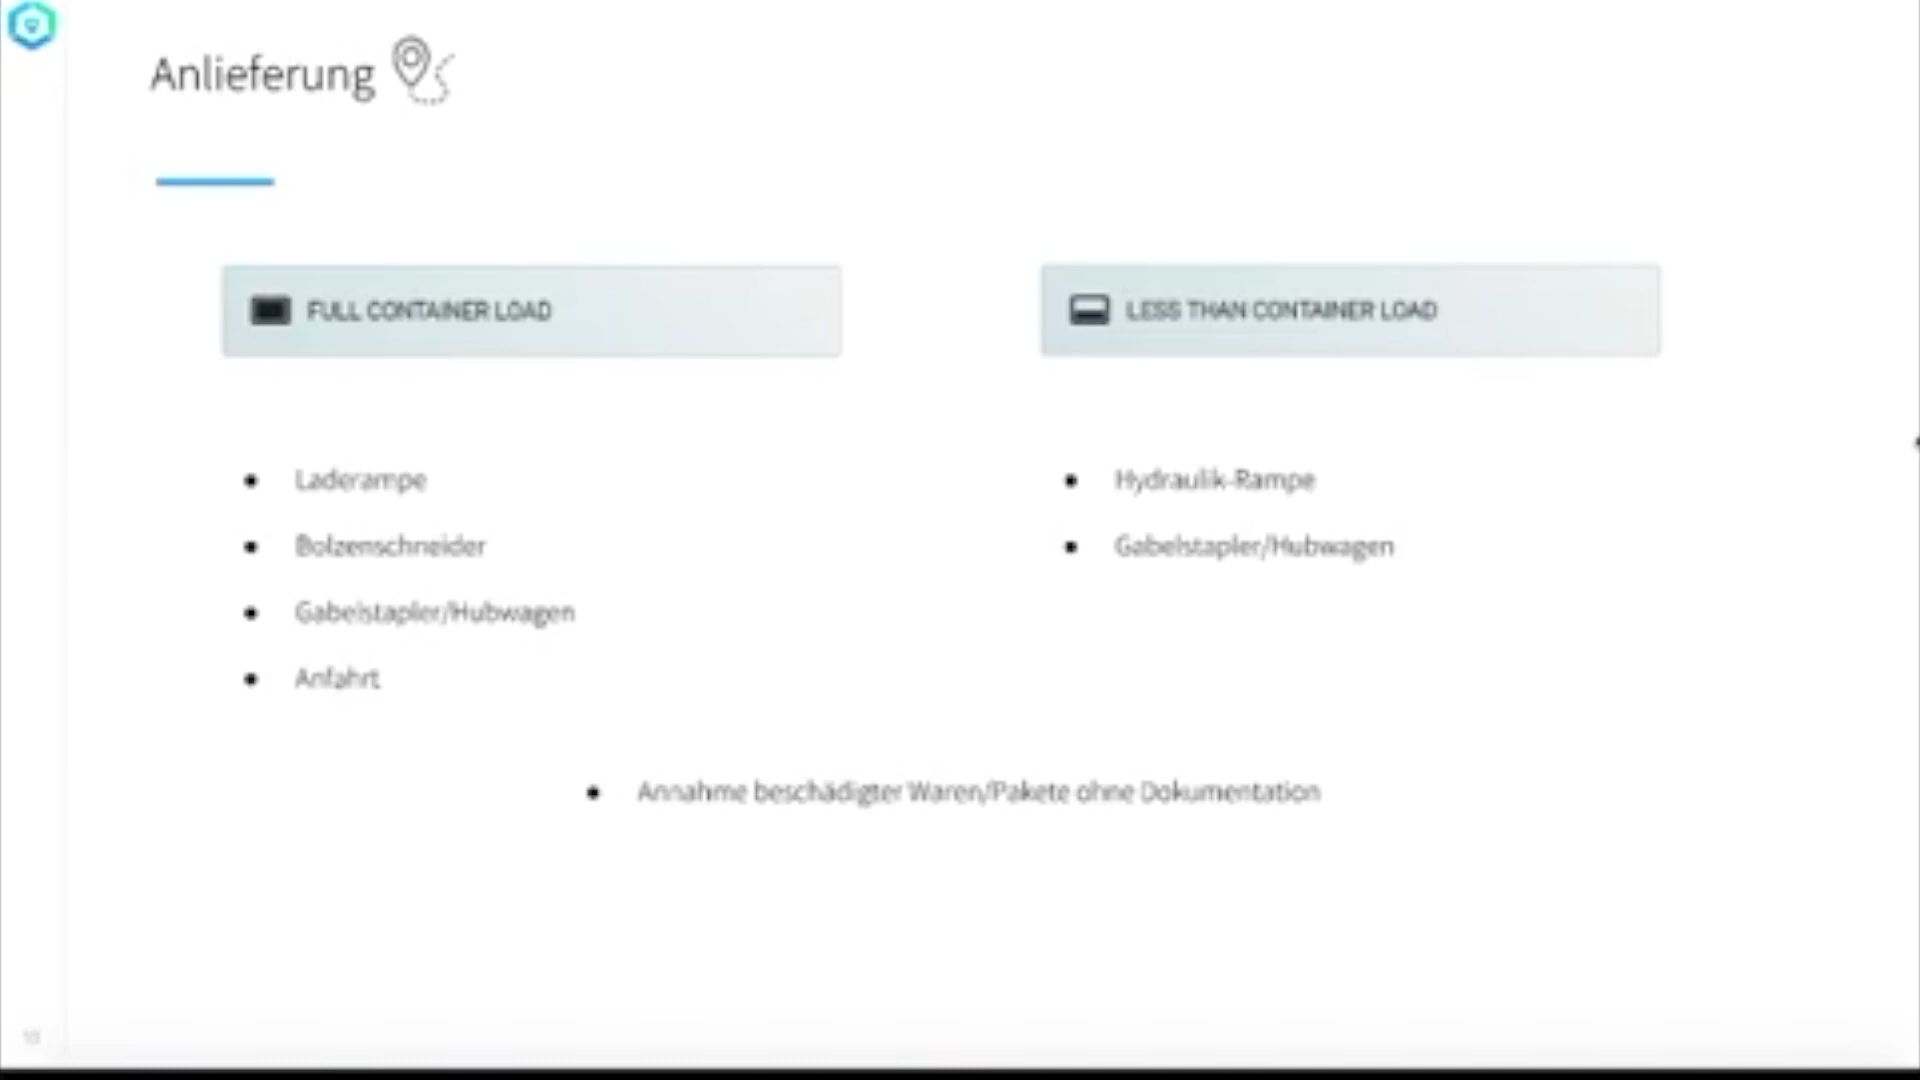 Anlieferung
FULL CONTAINER LOAD
Laderampe
Bolzenschneider
Gabelstapler/Hubwagen
Anfahrt
LESS THAN CONTAINER LOAD
Hydraulik-Rampe
Gabelstapler/Hubwagen
Annahme beschädigter Waren/Pakete ohne Dokumentation